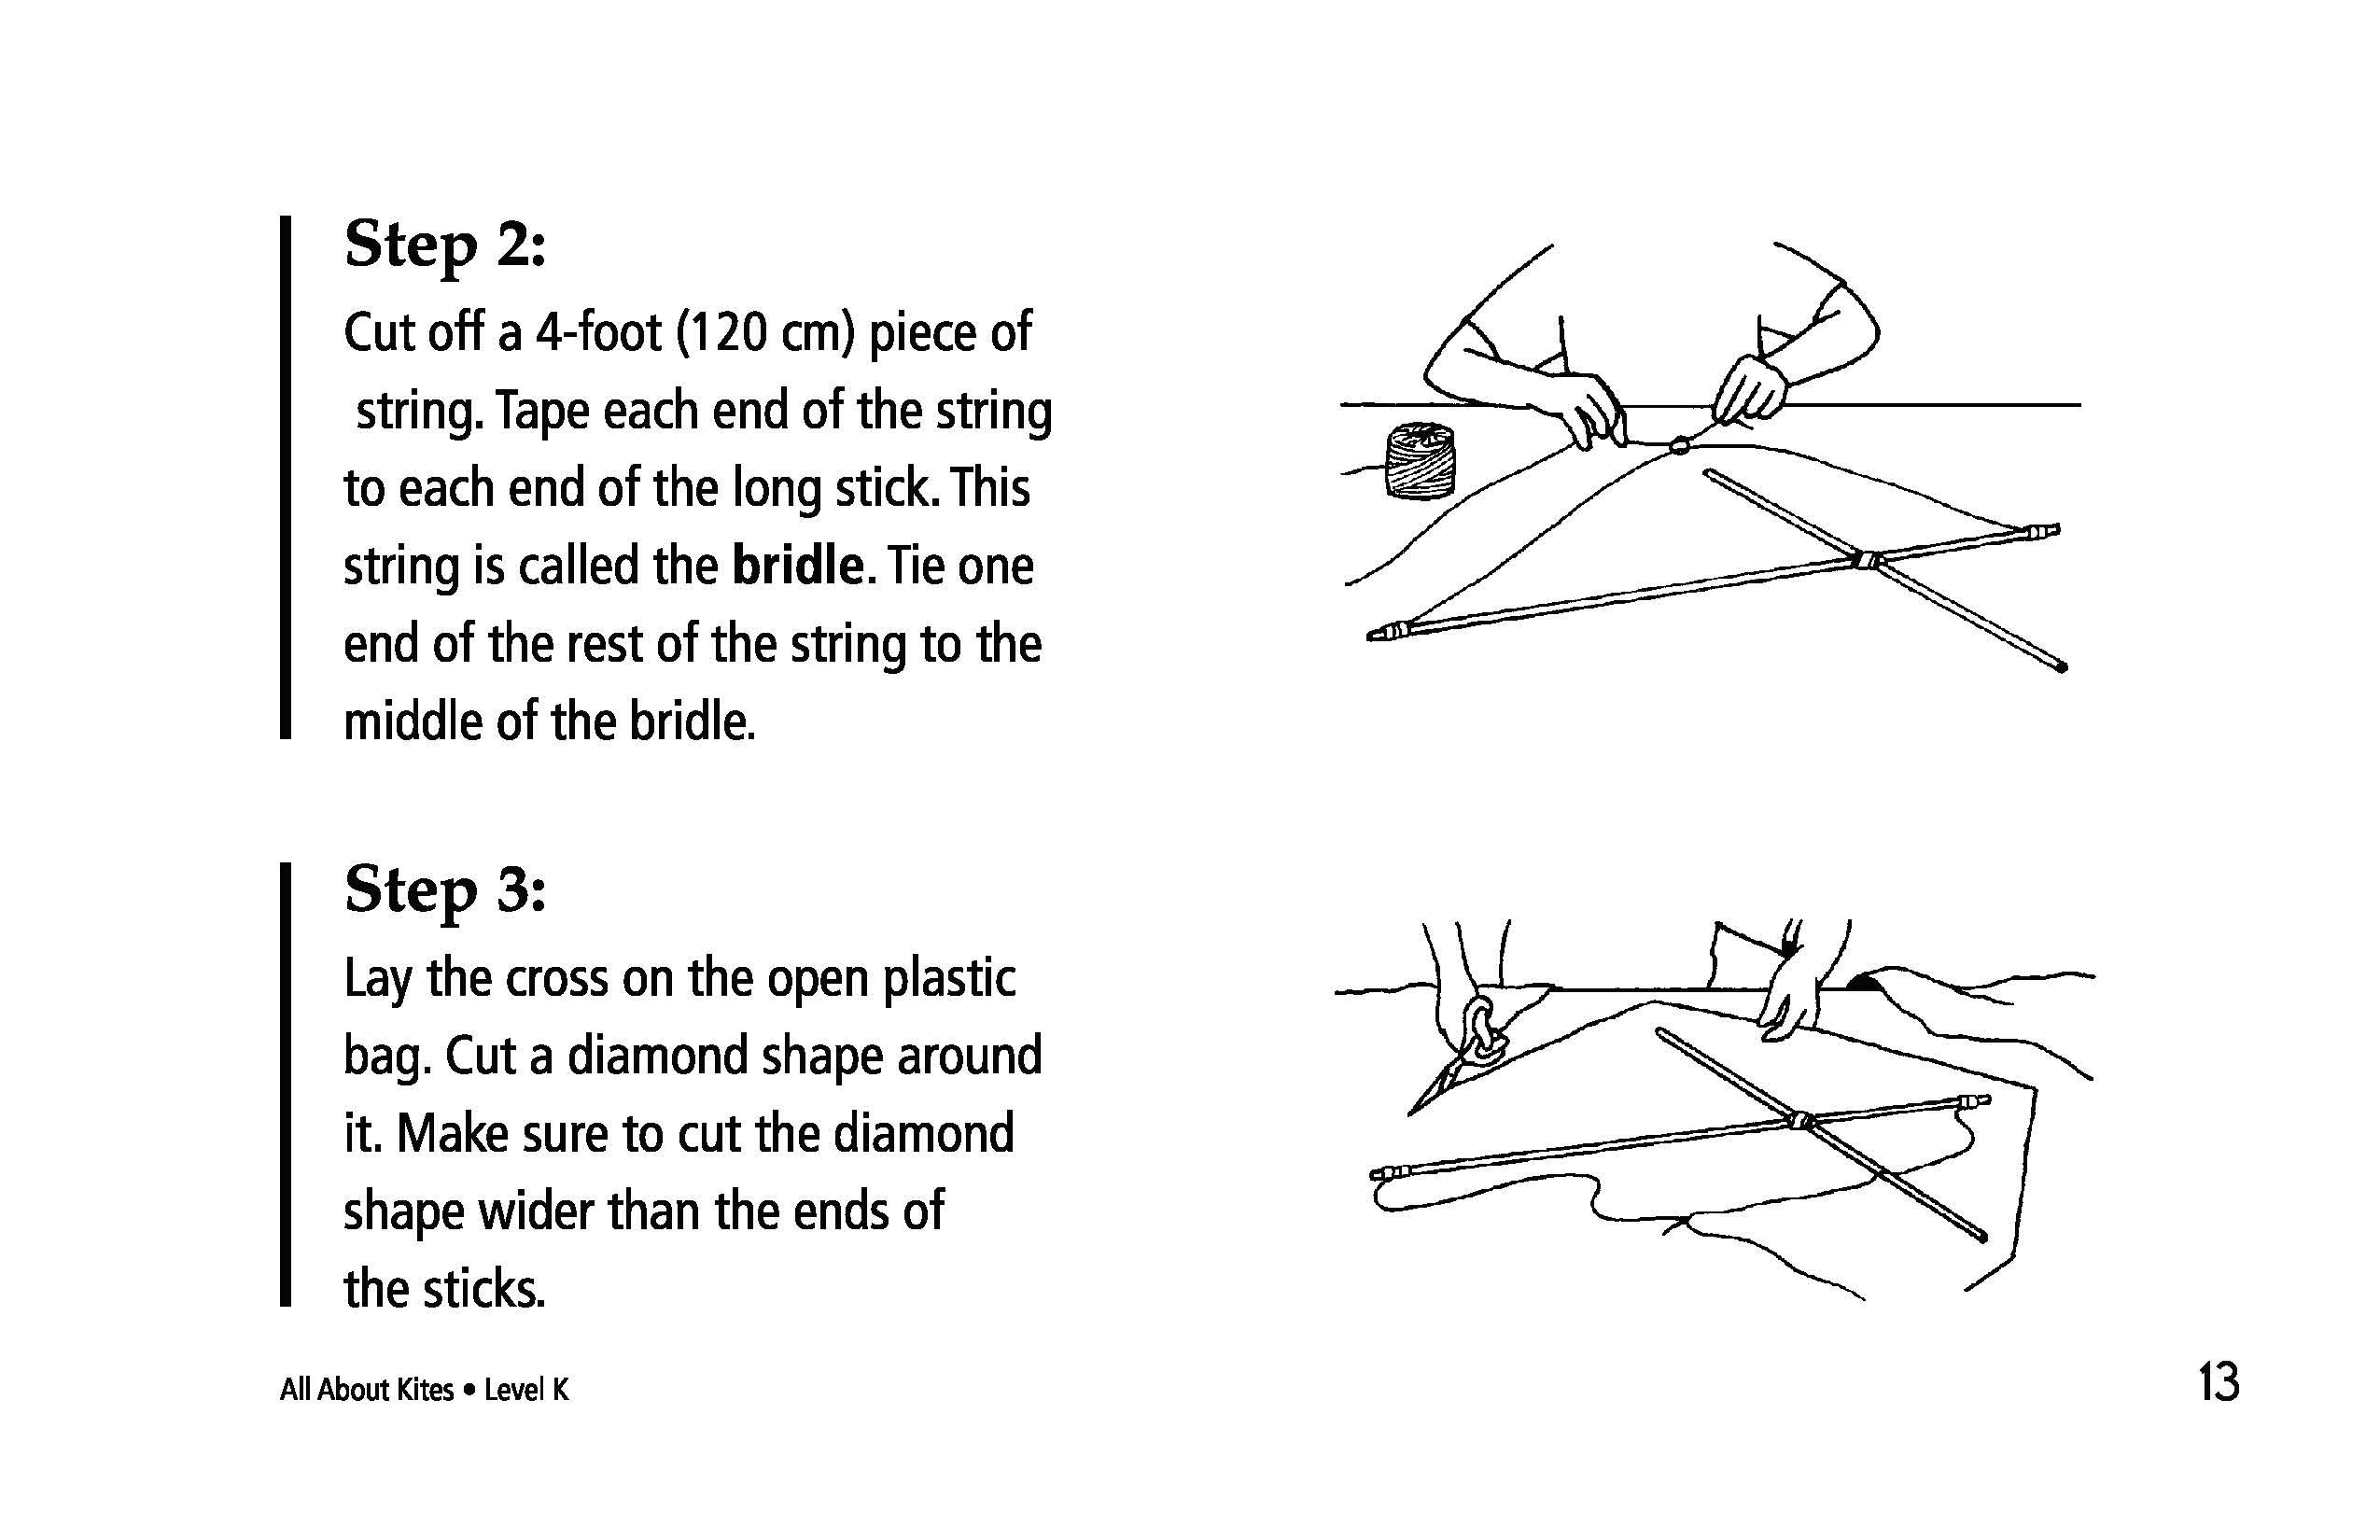 Step 2:
Cut off a 4-foot (120 cm) piece of
string. Tape each end of the string
to each end of the long stick. This
string is called the bridle. Tie one
end of the rest of the string to the
middle of the bridle.
Step 3:
Lay the cross on the open plastic
bag. Cut a diamond shape around
it. Make sure to cut the diamond
shape wider than the ends of
the sticks.
All About Kites • Level K
13